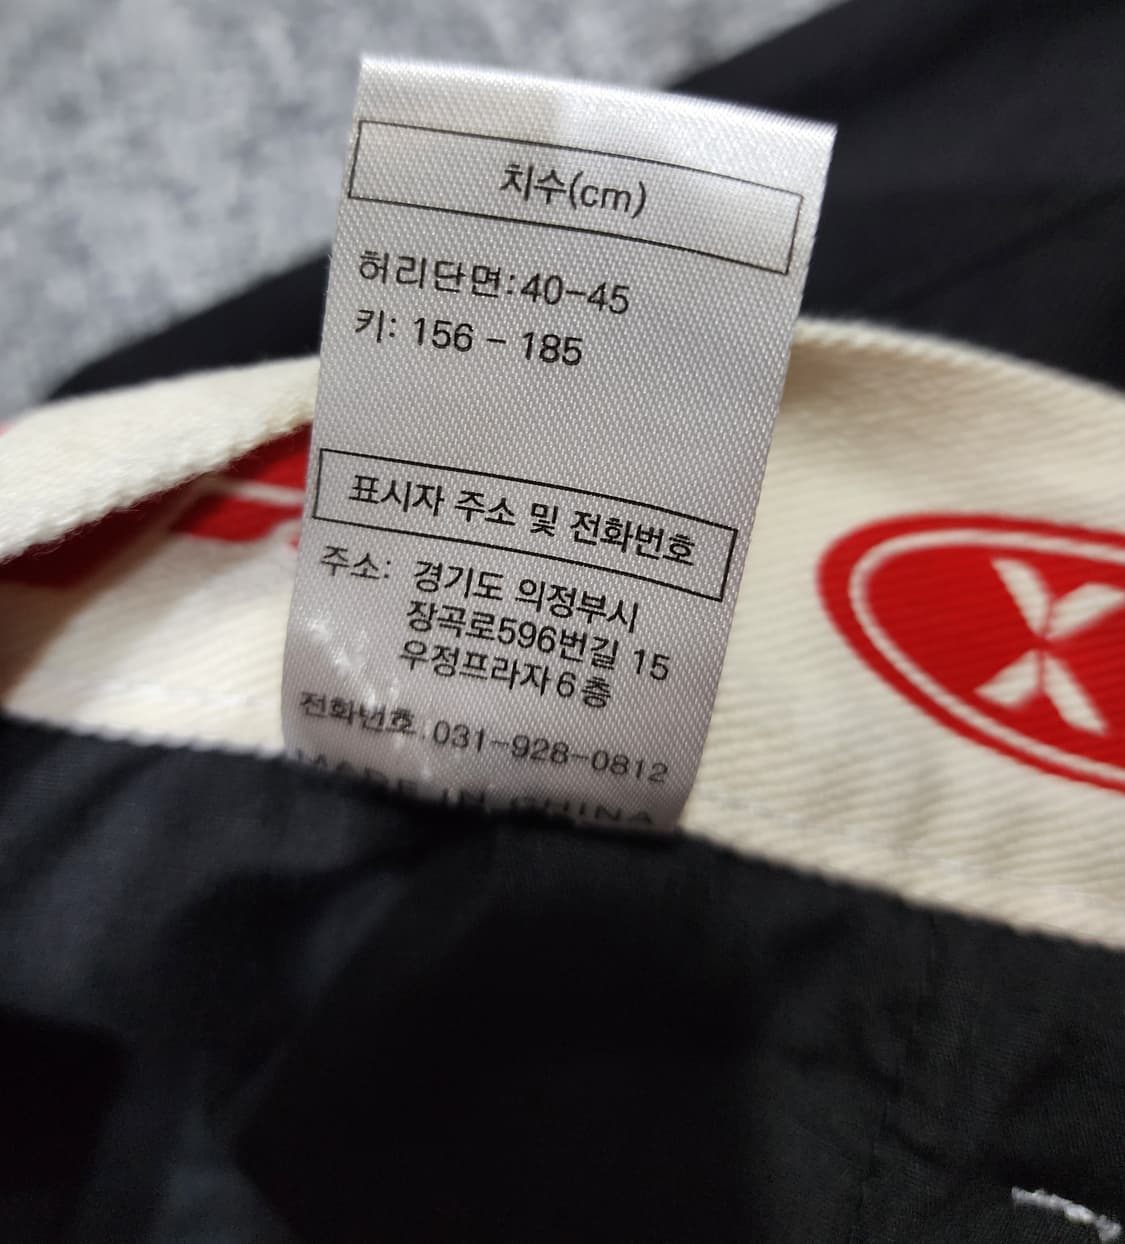 치수(cm)
허리단면:40-45
키: 156 - 185
표시자 주소 및 전화번호
주소: 경기도 의정부시
장곡로596번길 15
우정프라자6층
전화번호 031-928-0812
MADE IN CHINA
X